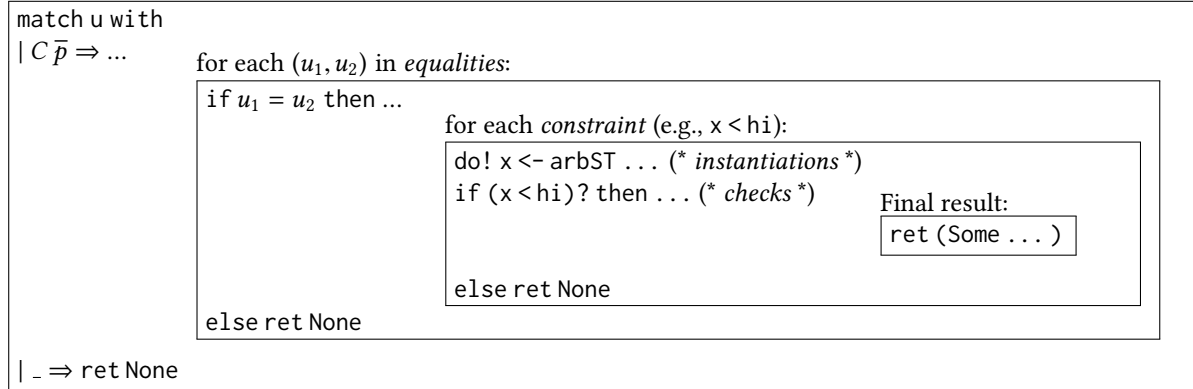 match u with
| C p̅ ⇒ ...
for each (u₁, u₂) in equalities:
if u₁ = u₂ then ...
for each constraint (e.g., x < hi):
do! x <- arbST ... (* instantiations *)
if (x < hi)? then ... (* checks *)
Final result:
ret (Some ... )
else ret None
else ret None
| _ ⇒ ret None